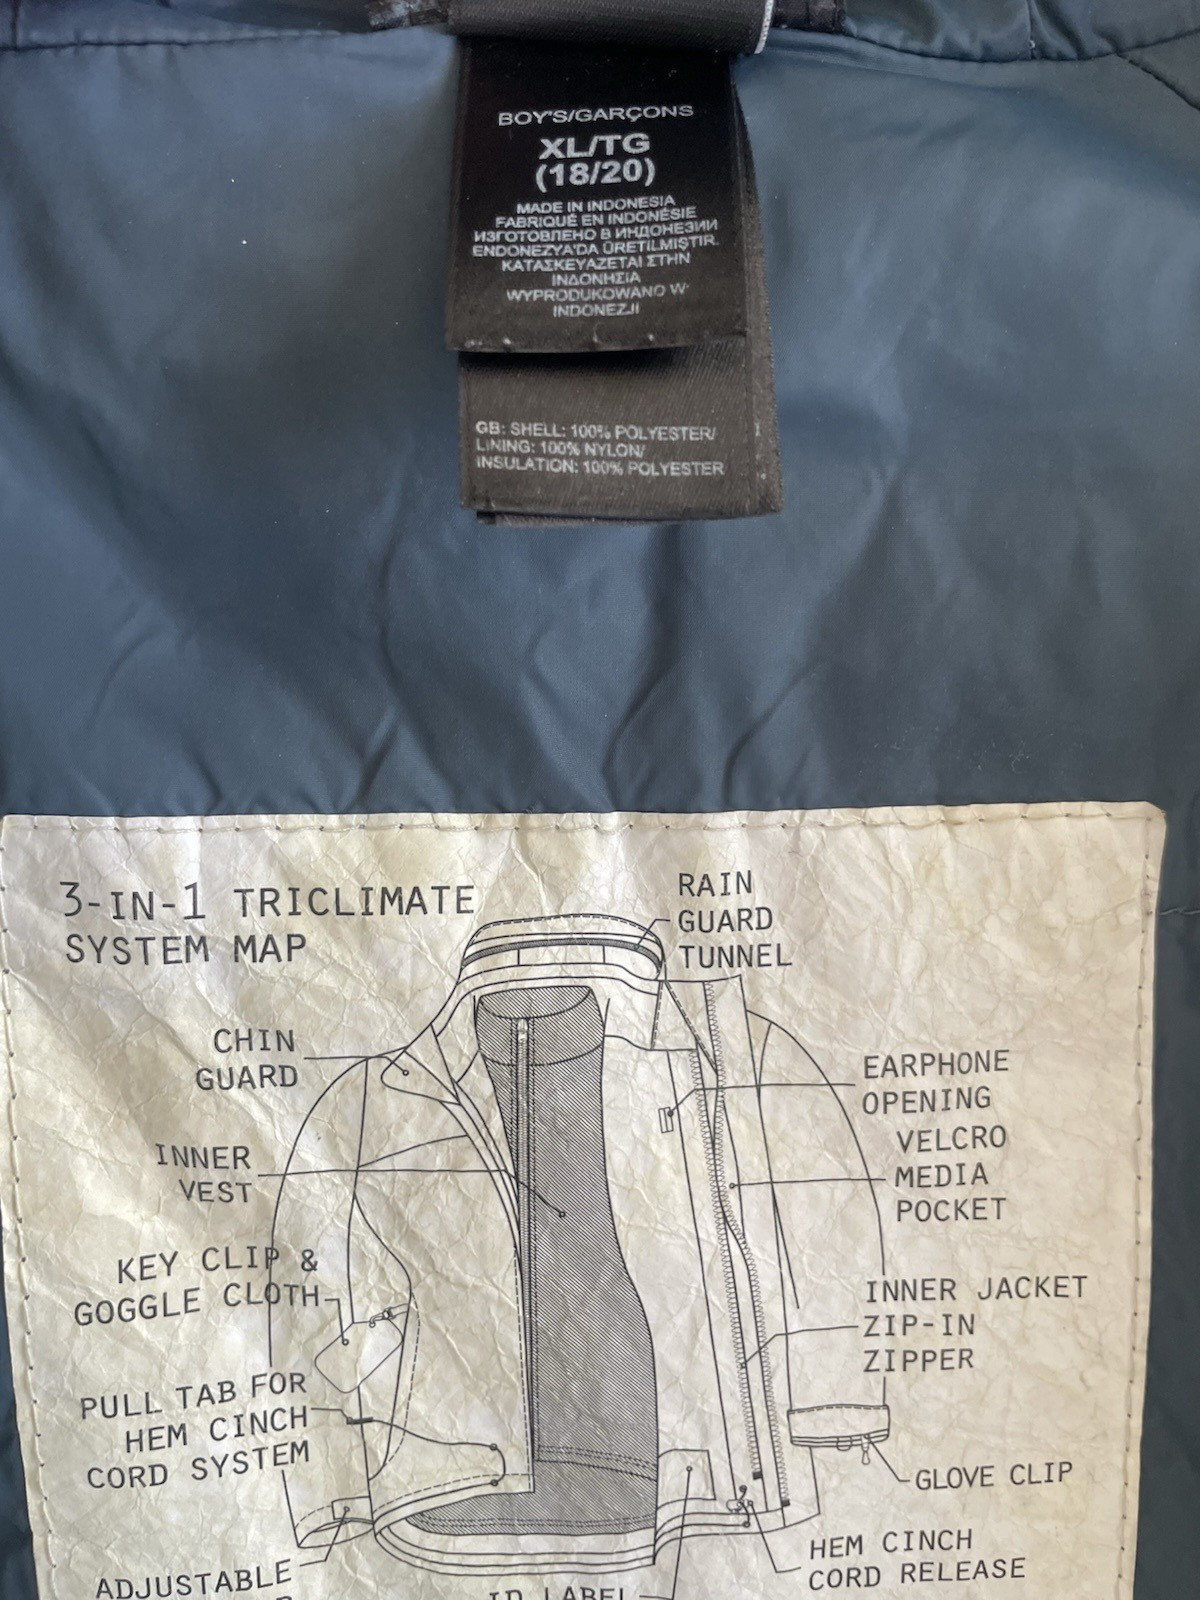 BOY'S/GARÇONS
XL/TG
(18/20)
MADE IN INDONESIA
FABRIQUÉ EN INDONÉSIE
ИЗГОТОВЛЕНО В ИНДОНЕЗИИ
ENDONEZYA'DA ÜRETILMIŞTIR.
ΚΑΤΑΣΚΕΥΑΖΕΤΑΙ ΣΤΗΝ
ΙΝΔΟΝΗΣΙΑ
WYPRODUKOWANO W
INDONEZJI
GB: SHELL: 100% POLYESTER/
LINING: 100% NYLON/
INSULATION: 100% POLYESTER
3-IN-1 TRICLIMATE
SYSTEM MAP
RAIN
GUARD
TUNNEL
CHIN
GUARD
EARPHONE
OPENING
INNER
VEST
VELCRO
MEDIA
POCKET
KEY CLIP &
GOGGLE CLOTH
INNER JACKET
ZIP-IN
ZIPPER
PULL TAB FOR
HEM CINCH
CORD SYSTEM
GLOVE CLIP
HEM CINCH
CORD RELEASE
ADJUSTABLE
ID LABEL